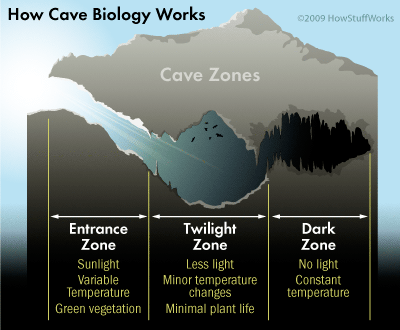 How Cave Biology Works
©2009 HowStuffWorks
Cave Zones
Entrance
Zone
Sunlight
Variable
Temperature
Green vegetation
Twilight
Zone
Less light
Minor temperature
changes
Minimal plant life
Dark
Zone
No light
Constant
temperature